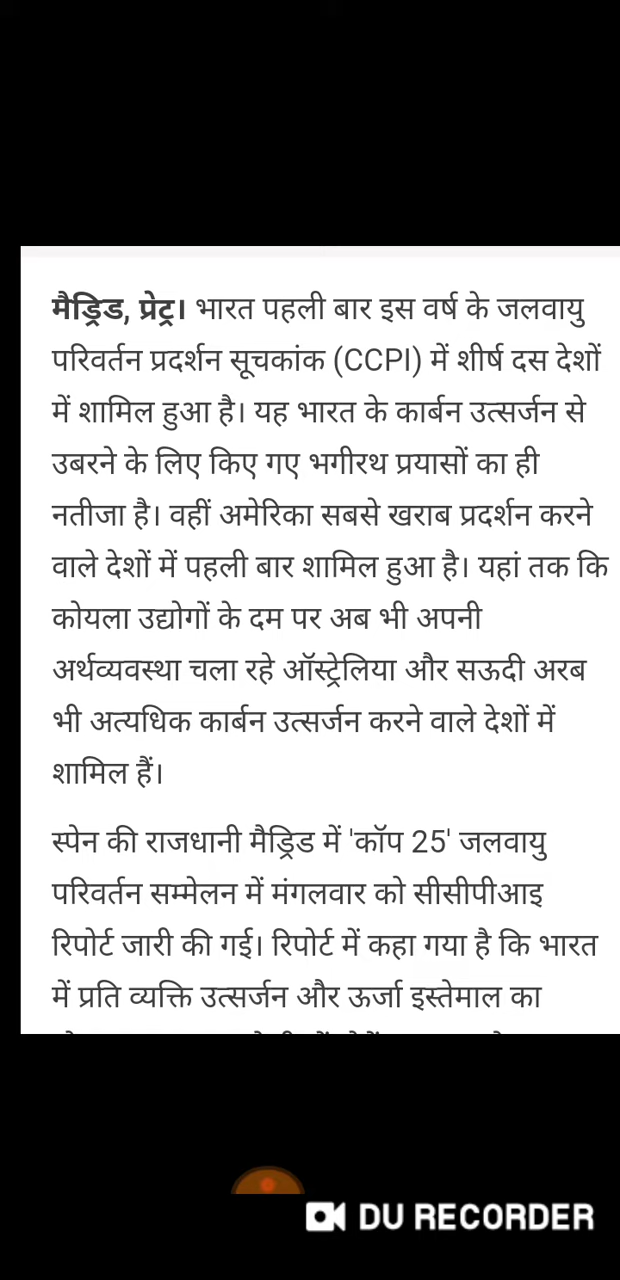 मैड्रिड, प्रेट्र। भारत पहली बार इस वर्ष के जलवायु
परिवर्तन प्रदर्शन सूचकांक (CCPI) में शीर्ष दस देशों
में शामिल हुआ है। यह भारत के कार्बन उत्सर्जन से
उबरने के लिए किए गए भगीरथ प्रयासों का ही
नतीजा है। वहीं अमेरिका सबसे खराब प्रदर्शन करने
वाले देशों में पहली बार शामिल हुआ है। यहां तक कि
कोयला उद्योगों के दम पर अब भी अपनी
अर्थव्यवस्था चला रहे ऑस्ट्रेलिया और सऊदी अरब
भी अत्यधिक कार्बन उत्सर्जन करने वाले देशों में
शामिल हैं।
स्पेन की राजधानी मैड्रिड में 'कॉप 25' जलवायु
परिवर्तन सम्मेलन में मंगलवार को सीसीपीआइ
रिपोर्ट जारी की गई। रिपोर्ट में कहा गया है कि भारत
में प्रति व्यक्ति उत्सर्जन और ऊर्जा इस्तेमाल का
DU RECORDER